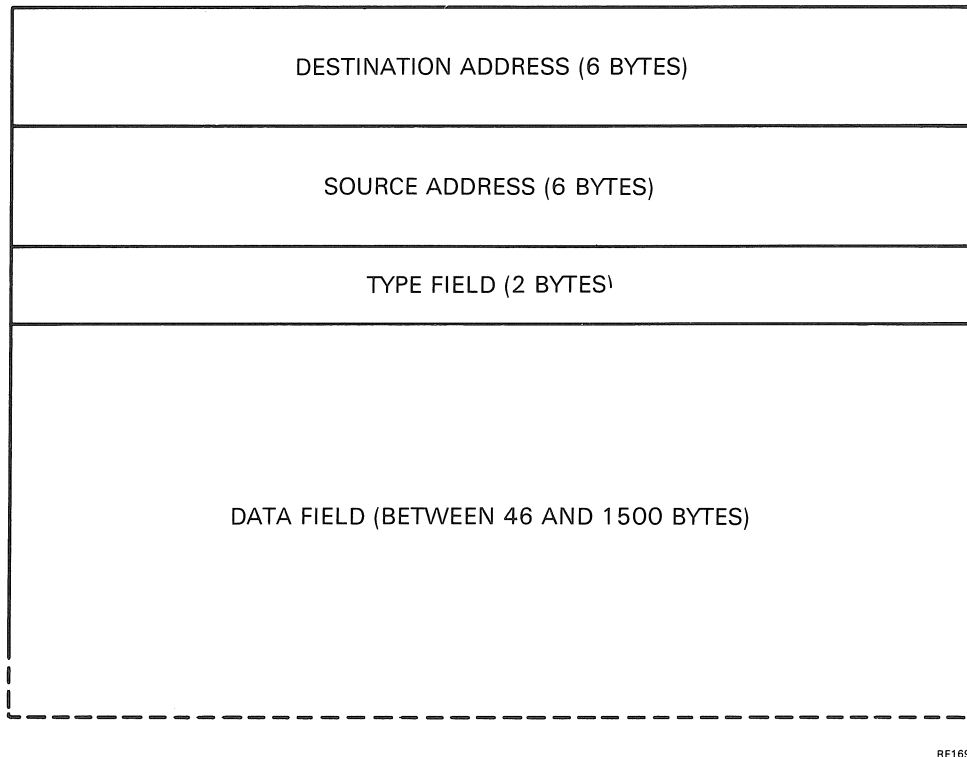 DESTINATION ADDRESS (6 BYTES)
SOURCE ADDRESS (6 BYTES)
TYPE FIELD (2 BYTES)
DATA FIELD (BETWEEN 46 AND 1500 BYTES)
RE169